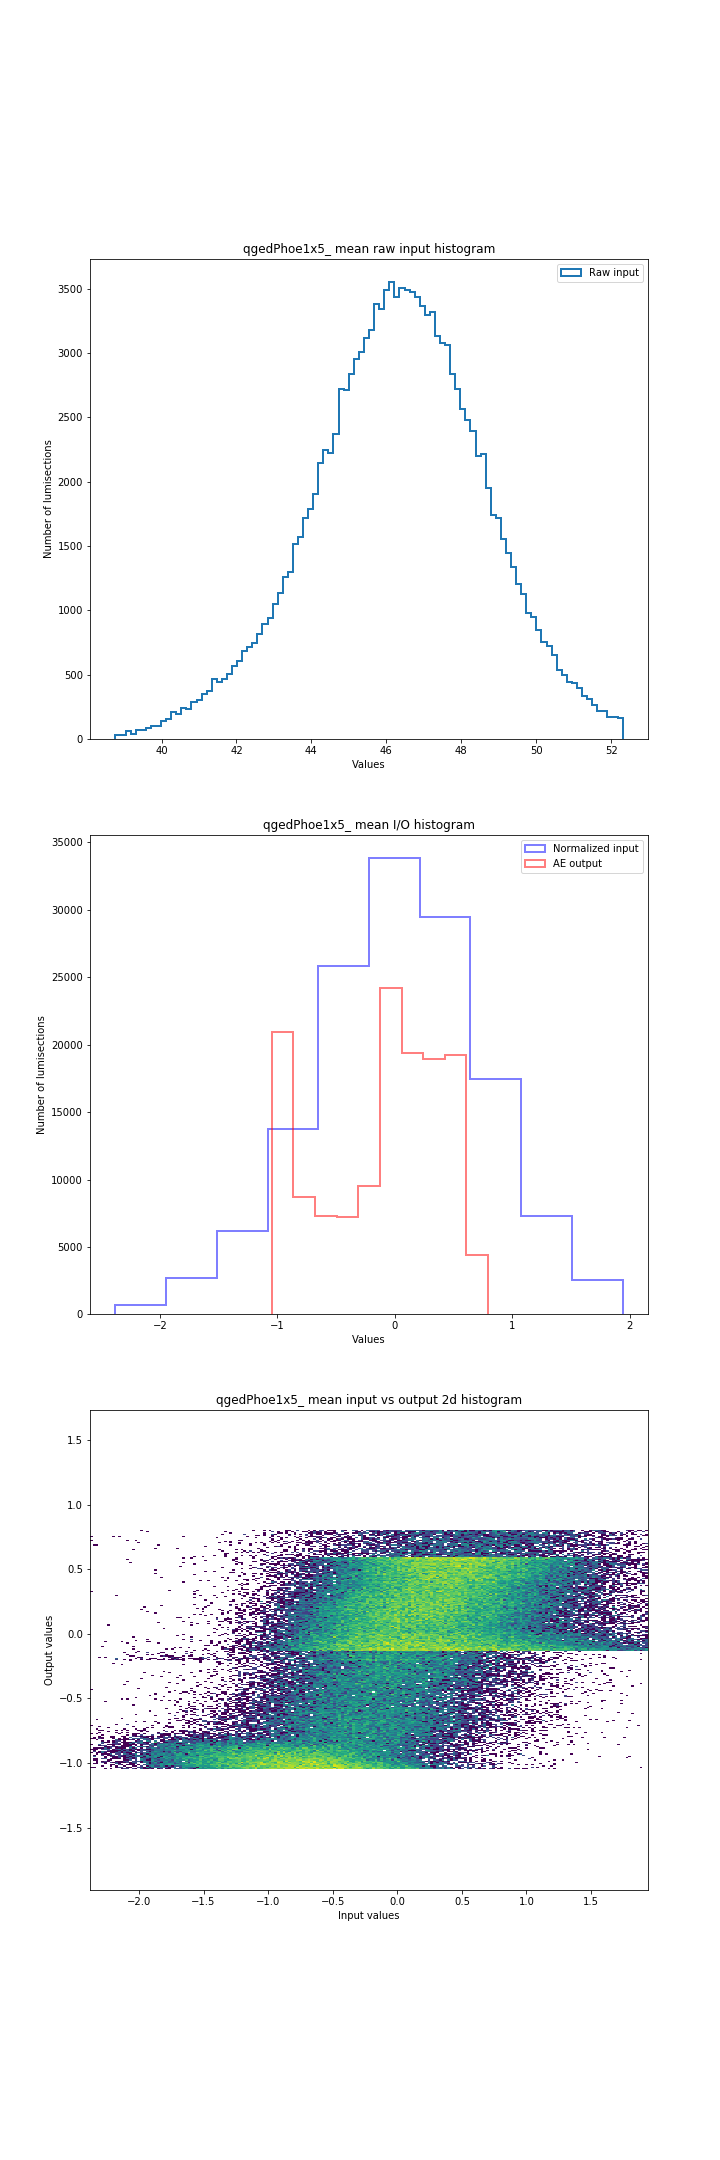 qgedPhoe1x5_ mean raw input histogram
Raw input
Number of lumisections
3500
3000
2500
2000
1500
1000
500
0
40 42 44 46 48 50 52
Values
qgedPhoe1x5_ mean I/O histogram
Normalized input
AE output
Number of lumisections
35000
30000
25000
20000
15000
10000
5000
0
−2 −1 0 1 2
Values
qgedPhoe1x5_ mean input vs output 2d histogram
Output values
1.5
1.0
0.5
0.0
−0.5
−1.0
−1.5
−2.0 −1.5 −1.0 −0.5 0.0 0.5 1.0 1.5
Input values